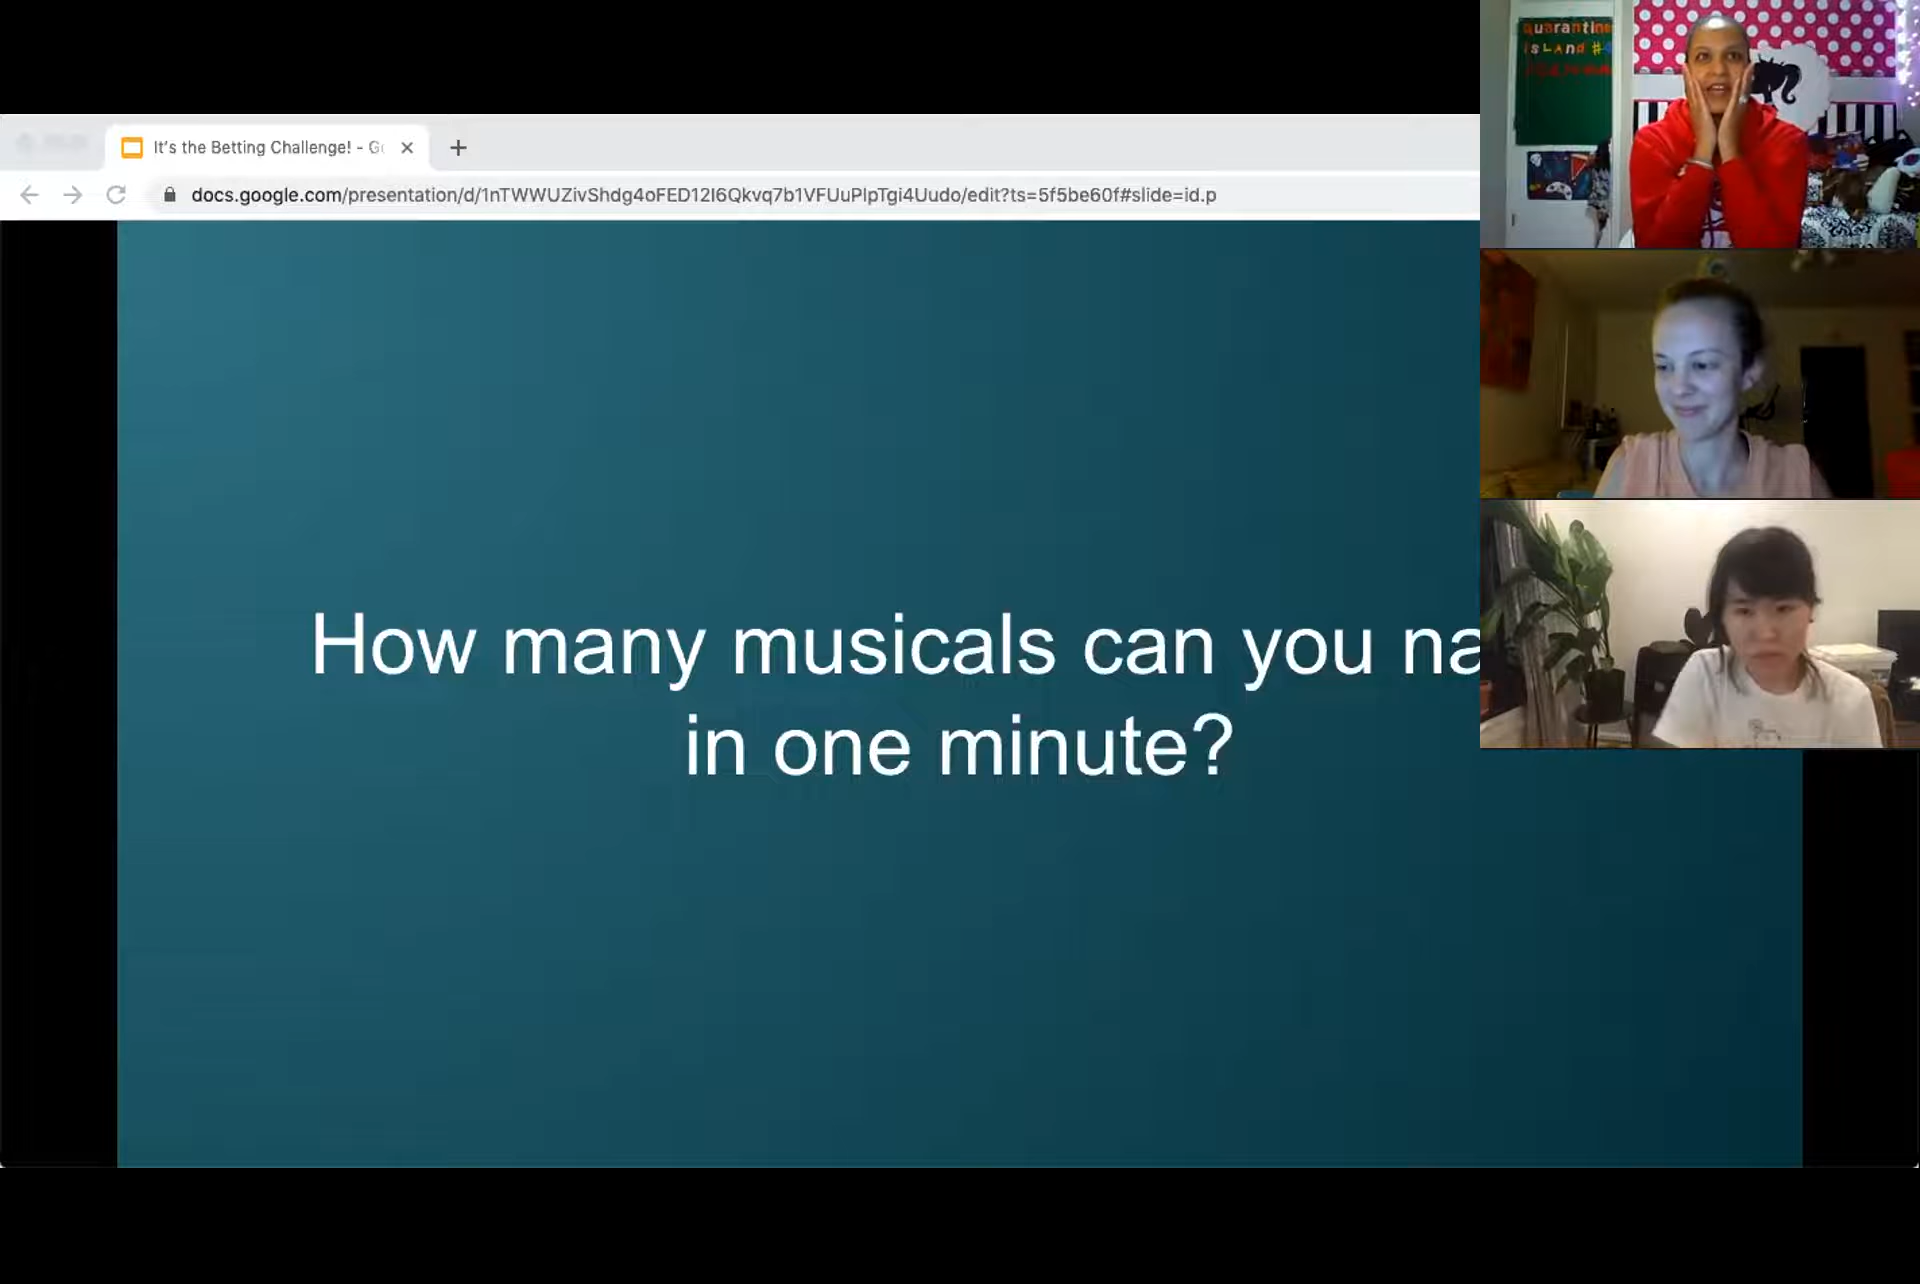 It's the Betting Challenge! - G
docs.google.com/presentation/d/1nTWWUZivShdg4oFED12I6Qkvq7b1VFUuPlpTgi4Uudo/edit?ts=5f5be60f#slide=id.p
How many musicals can you na
in one minute?
quarantine
ISLAnd #